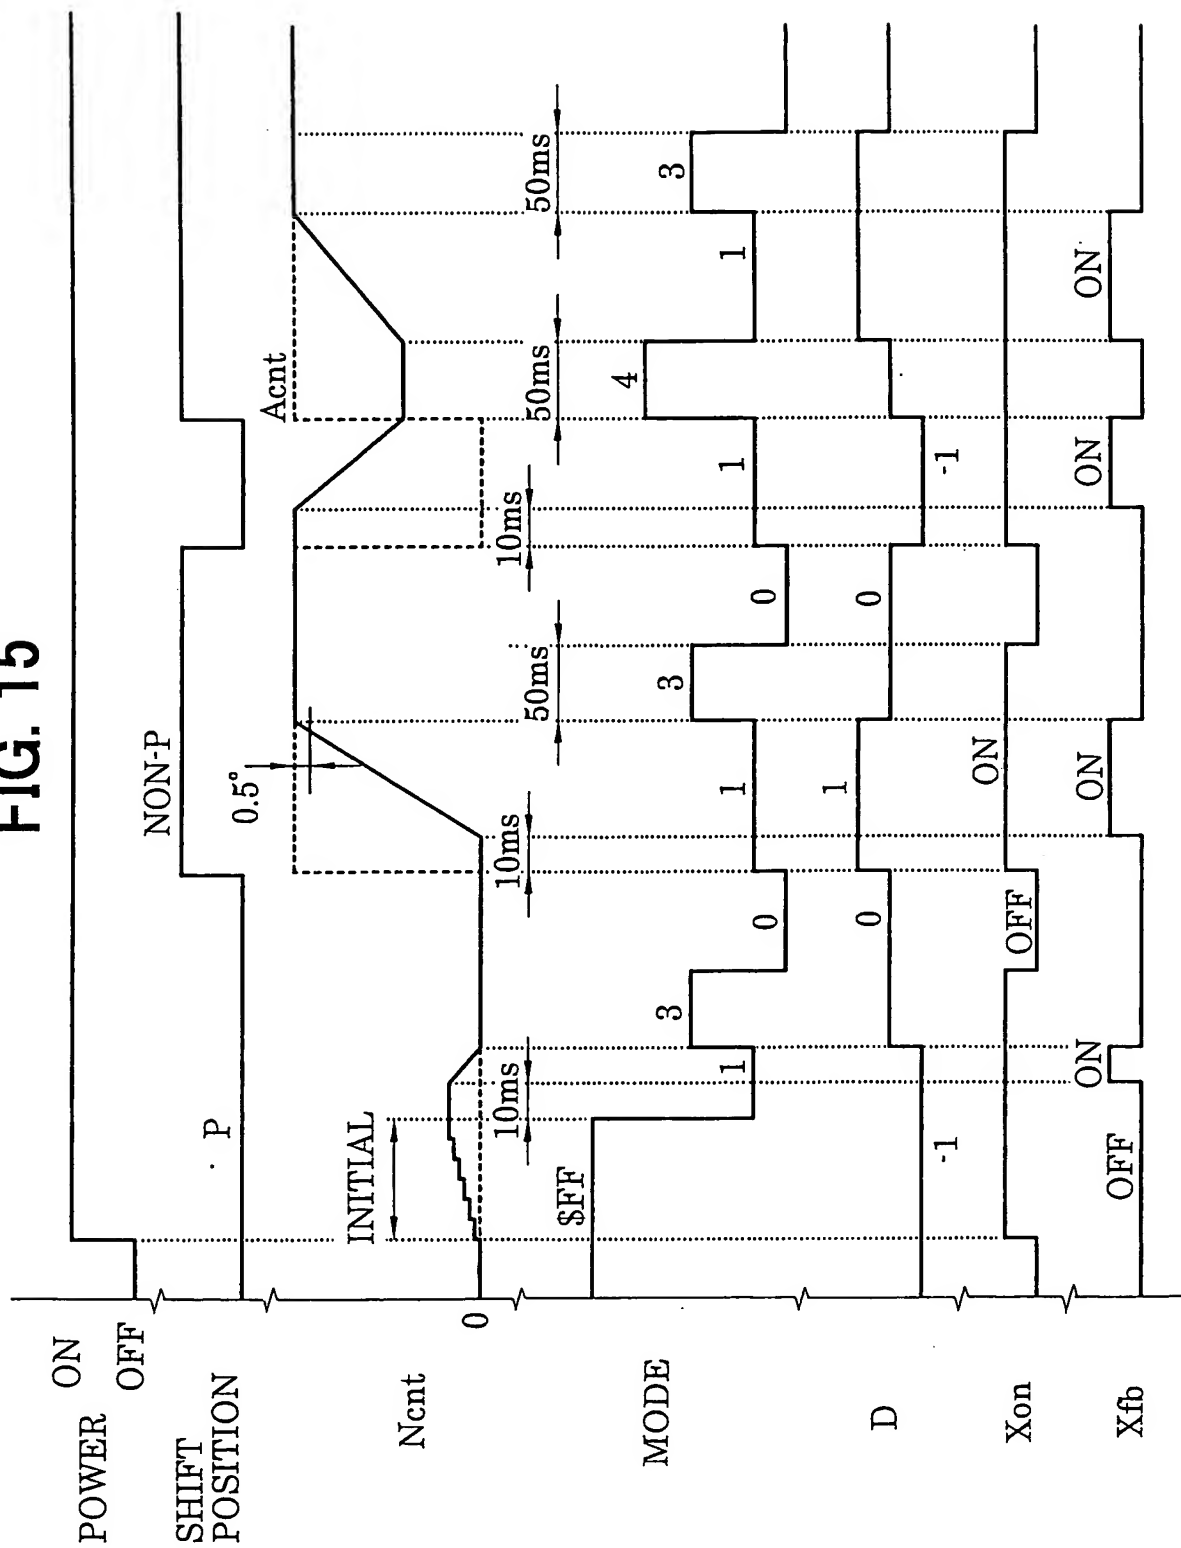 FIG. 15
POWER
ON
OFF
SHIFT
POSITION
P
NON-P
Ncnt
0
INITIAL
10ms
0.5°
10ms
50ms
10ms
Acnt
50ms
50ms
MODE
$FF
1
3
0
1
3
0
1
4
1
3
D
-1
0
1
0
-1
Xon
OFF
ON
Xfb
OFF
ON
ON
ON
ON